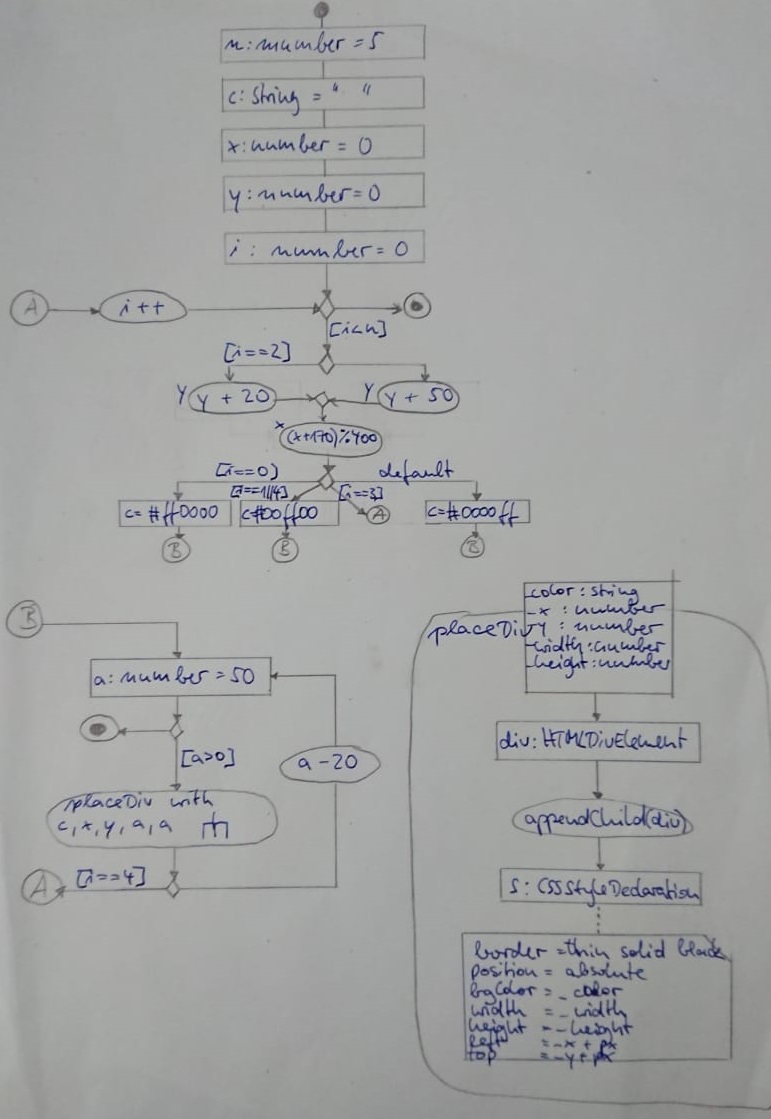 n: number = 5
c: String = " "
x: number = 0
y: number = 0
i: number = 0
A
i++
[i<n]
[i==2]
y y + 20
y y + 50
x (x+170)%400
[i==0]
default
[i==1||4]
[i==3]
c= #ff0000
c#00ff00
A
c=#0000ff
B
B
B
B
a: number = 50
[a>0]
a - 20
placeDiv with
c, x, y, a, a
[i==4]
A
placeDiv
_color: string
_x : number
_y : number
_width: number
_height: number
div: HTMLDivElement
appendChild(div)
s: CSSStyleDeclaration
border = thin solid black
position = absolute
bgColor = _color
width = _width
height = _height
left = _x + px
top = _y + px